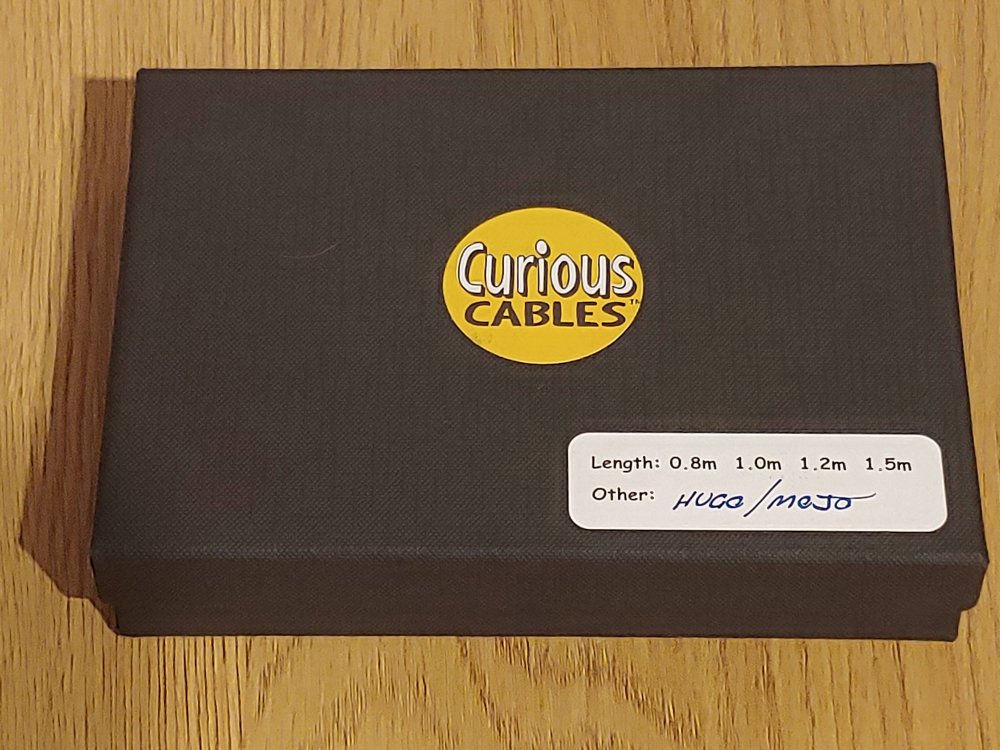 Curious
CABLES™
Length: 0.8m 1.0m 1.2m 1.5m
Other: HUGO/MOJO